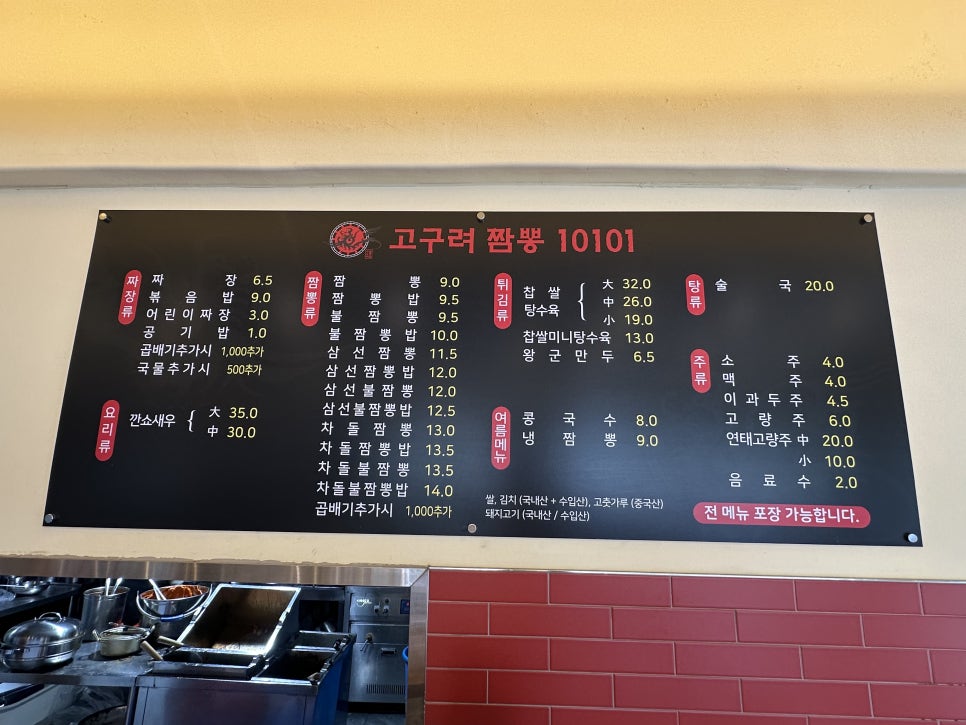 고구려 짬뽕 10101
짜장류
짜장 6.5
볶음밥 9.0
어린이짜장 3.0
공기밥 1.0
곱배기추가시 1,000추가
국물추가시 500추가
요리류
깐쇼새우 { 大 35.0
中 30.0
짬뽕류
짬뽕 9.0
짬뽕밥 9.5
불짬뽕 9.5
불짬뽕밥 10.0
삼선짬뽕 11.5
삼선짬뽕밥 12.0
삼선불짬뽕 12.0
삼선불짬뽕밥 12.5
차돌짬뽕 13.0
차돌짬뽕밥 13.5
차돌불짬뽕 13.5
차돌불짬뽕밥 14.0
곱배기추가시 1,000추가
튀김류
찹쌀탕수육 { 大 32.0
中 26.0
小 19.0
찹쌀미니탕수육 13.0
왕군만두 6.5
여름메뉴
콩국수 8.0
냉짬뽕 9.0
쌀, 김치 (국내산 + 수입산), 고춧가루 (중국산)
돼지고기 (국내산 / 수입산)
탕류
술국 20.0
주류
소주 4.0
맥주 4.0
이과두주 4.5
고량주 6.0
연태고량주 中 20.0
小 10.0
음료수 2.0
전 메뉴 포장 가능합니다.